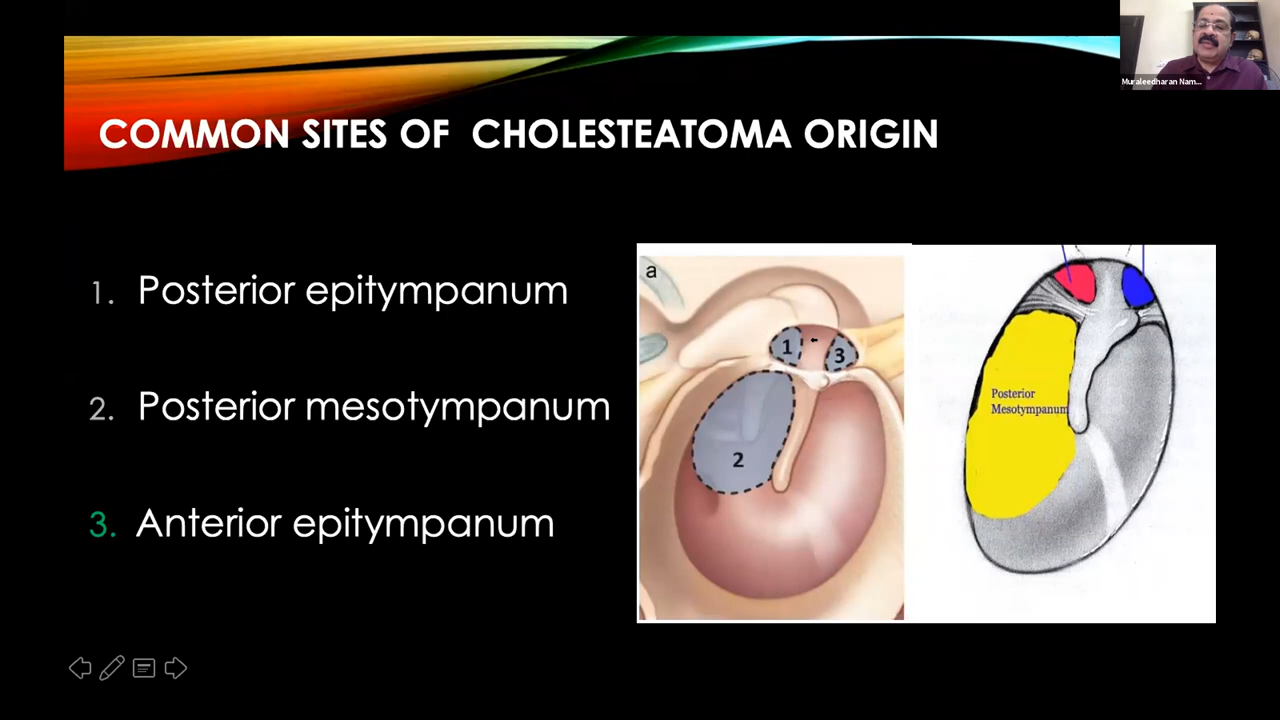 Muraleedharan Nam...
COMMON SITES OF CHOLESTEATOMA ORIGIN
1. Posterior epitympanum
2. Posterior mesotympanum
3. Anterior epitympanum
a
1
3
2
Posterior
Mesotympanum